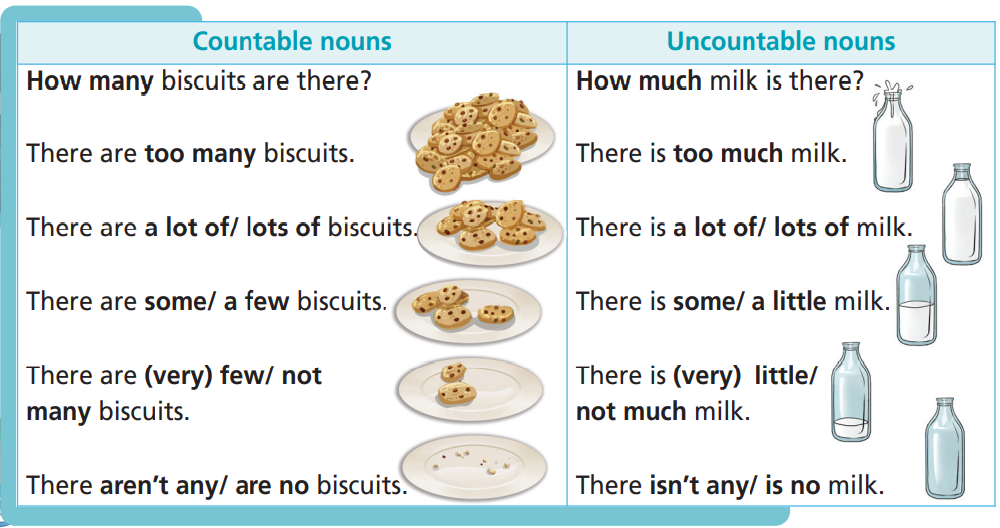 Countable nouns
Uncountable nouns
How many biscuits are there?
How much milk is there?
There are too many biscuits.
There is too much milk.
There are a lot of/ lots of biscuits.
There is a lot of/ lots of milk.
There are some/ a few biscuits.
There is some/ a little milk.
There are (very) few/ not
many biscuits.
There is (very) little/
not much milk.
There aren't any/ are no biscuits.
There isn't any/ is no milk.